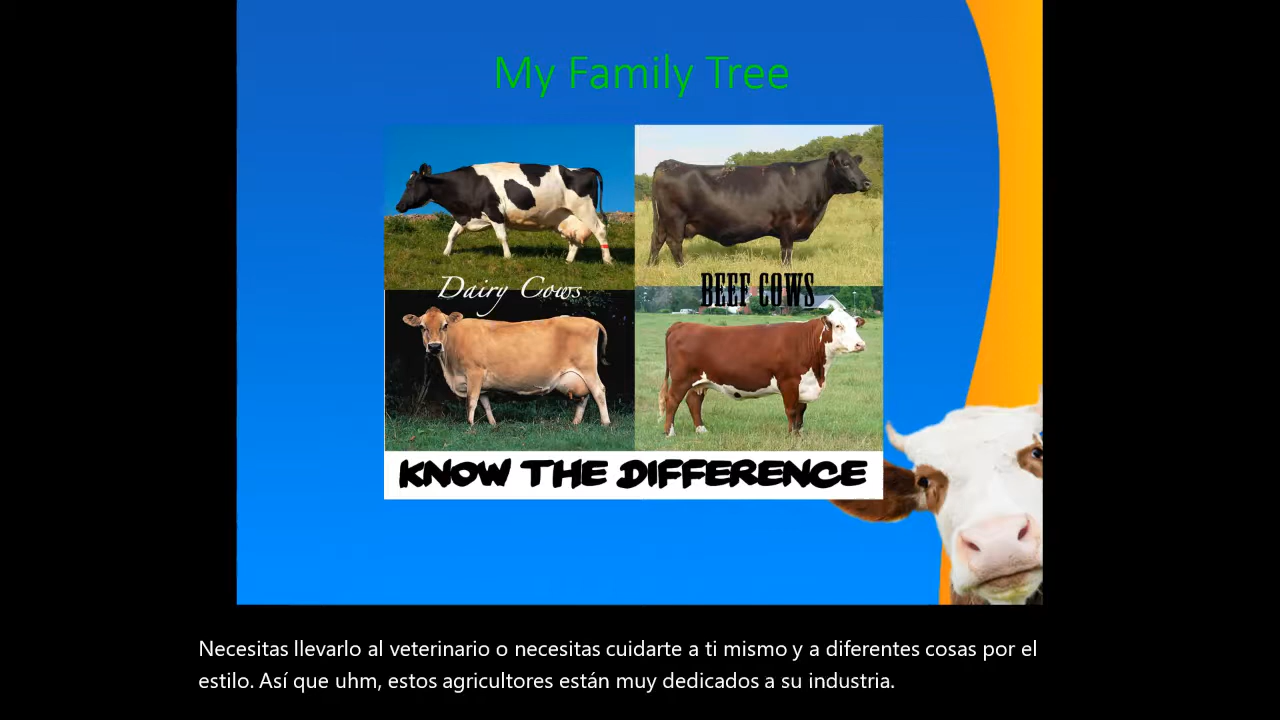 My Family Tree
Dairy Cows
BEEF COWS
KNOW THE DIFFERENCE
Necesitas llevarlo al veterinario o necesitas cuidarte a ti mismo y a diferentes cosas por el
estilo. Así que uhm, estos agricultores están muy dedicados a su industria.